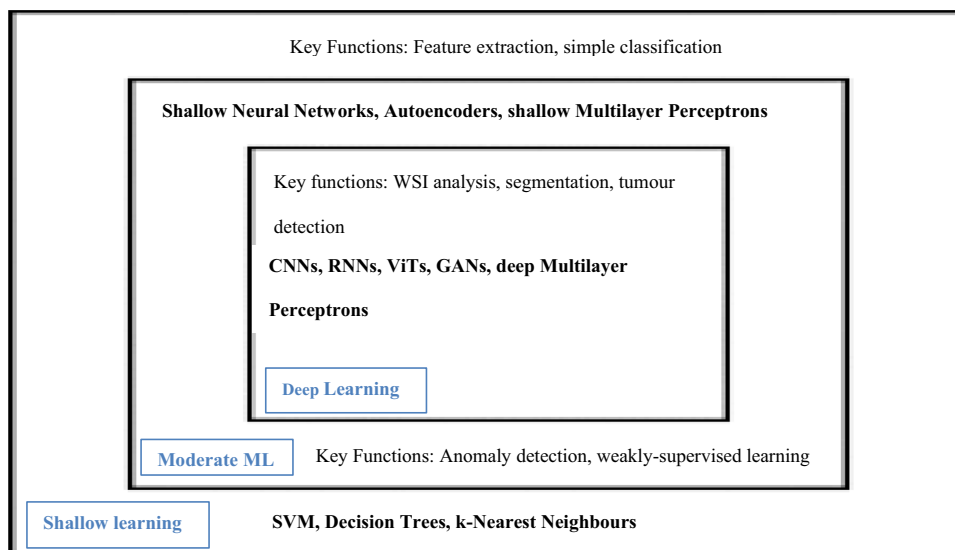 Key Functions: Feature extraction, simple classification
Shallow Neural Networks, Autoencoders, shallow Multilayer Perceptrons
Key functions: WSI analysis, segmentation, tumour
detection
CNNs, RNNs, ViTs, GANs, deep Multilayer
Perceptrons
Deep Learning
Moderate ML
Key Functions: Anomaly detection, weakly-supervised learning
Shallow learning
SVM, Decision Trees, k-Nearest Neighbours